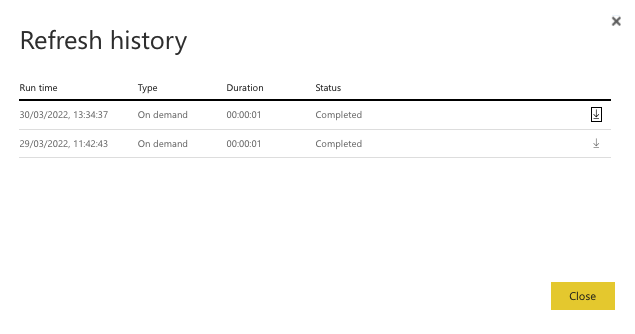 Refresh history
Run time Type Duration Status
30/03/2022, 13:34:37 On demand 00:00:01 Completed
29/03/2022, 11:42:43 On demand 00:00:01 Completed
Close